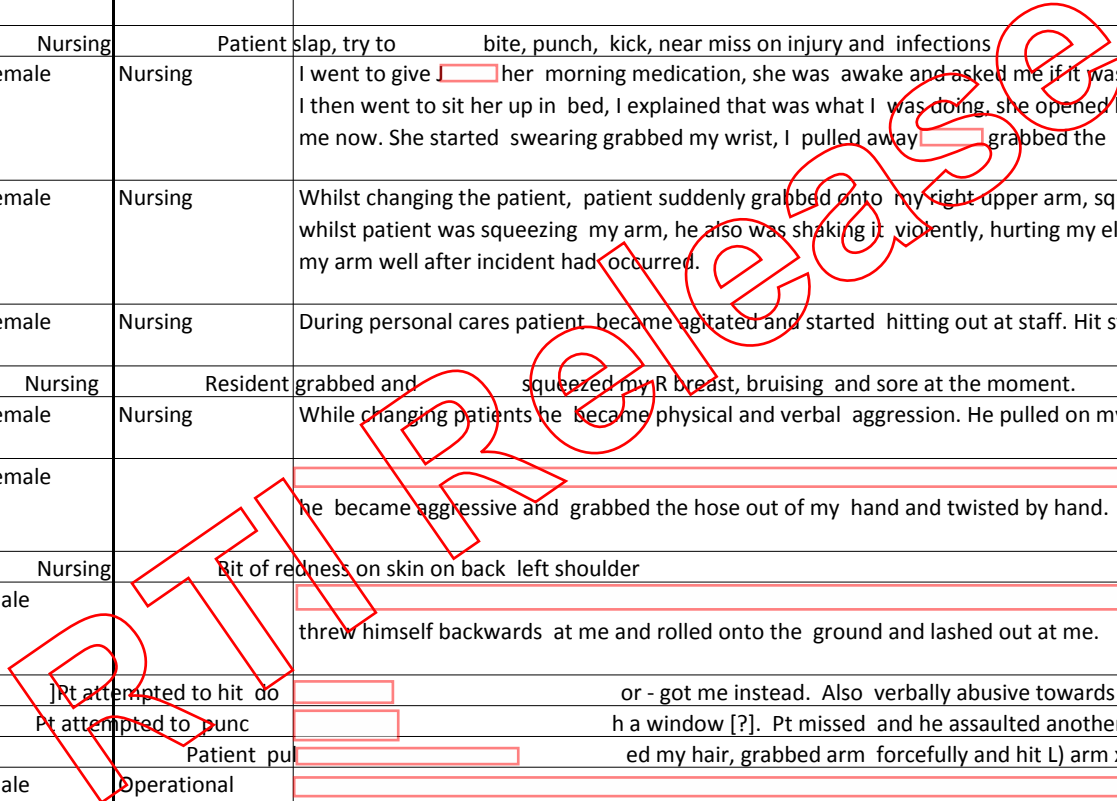 Nursing Patient slap, try to bite, punch, kick, near miss on injury and infections
emale Nursing I went to give J her morning medication, she was awake and asked me if it was
I then went to sit her up in bed, I explained that was what I was doing, she opened
me now. She started swearing grabbed my wrist, I pulled away grabbed the
emale Nursing Whilst changing the patient, patient suddenly grabbed onto my right upper arm, sq
whilst patient was squeezing my arm, he also was shaking it violently, hurting my el
my arm well after incident had occurred.
emale Nursing During personal cares patient became agitated and started hitting out at staff. Hit s
Nursing Resident grabbed and squeezed my R breast, bruising and sore at the moment.
emale Nursing While changing patients he became physical and verbal aggression. He pulled on my
emale
he became aggressive and grabbed the hose out of my hand and twisted by hand.
Nursing Bit of redness on skin on back left shoulder
ale
threw himself backwards at me and rolled onto the ground and lashed out at me.
]Pt attempted to hit do or - got me instead. Also verbally abusive towards
Pt attempted to punc h a window [?]. Pt missed and he assaulted another
Patient pul ed my hair, grabbed arm forcefully and hit L) arm x
ale Operational
RTI Release